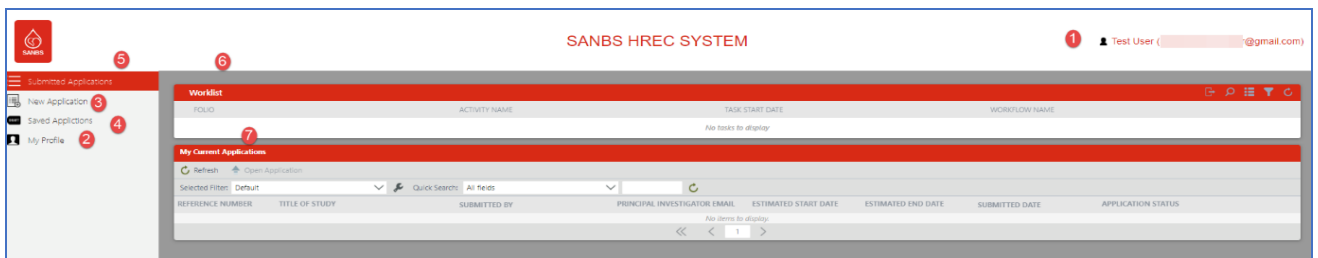 SANBS
SANBS HREC SYSTEM
1 Test User ( @gmail.com)
5
6
Submitted Applications
New Application 3
Saved Applictions 4
My Profile 2
Worklist
FOLIO ACTIVITY NAME TASK START DATE WORKFLOW NAME
No tasks to display
7
My Current Applications
Refresh Open Application
Selected Filter: Default Quick Search: All fields
REFERENCE NUMBER TITLE OF STUDY SUBMITTED BY PRINCIPAL INVESTIGATOR EMAIL ESTIMATED START DATE ESTIMATED END DATE SUBMITTED DATE APPLICATION STATUS
No items to display.
1